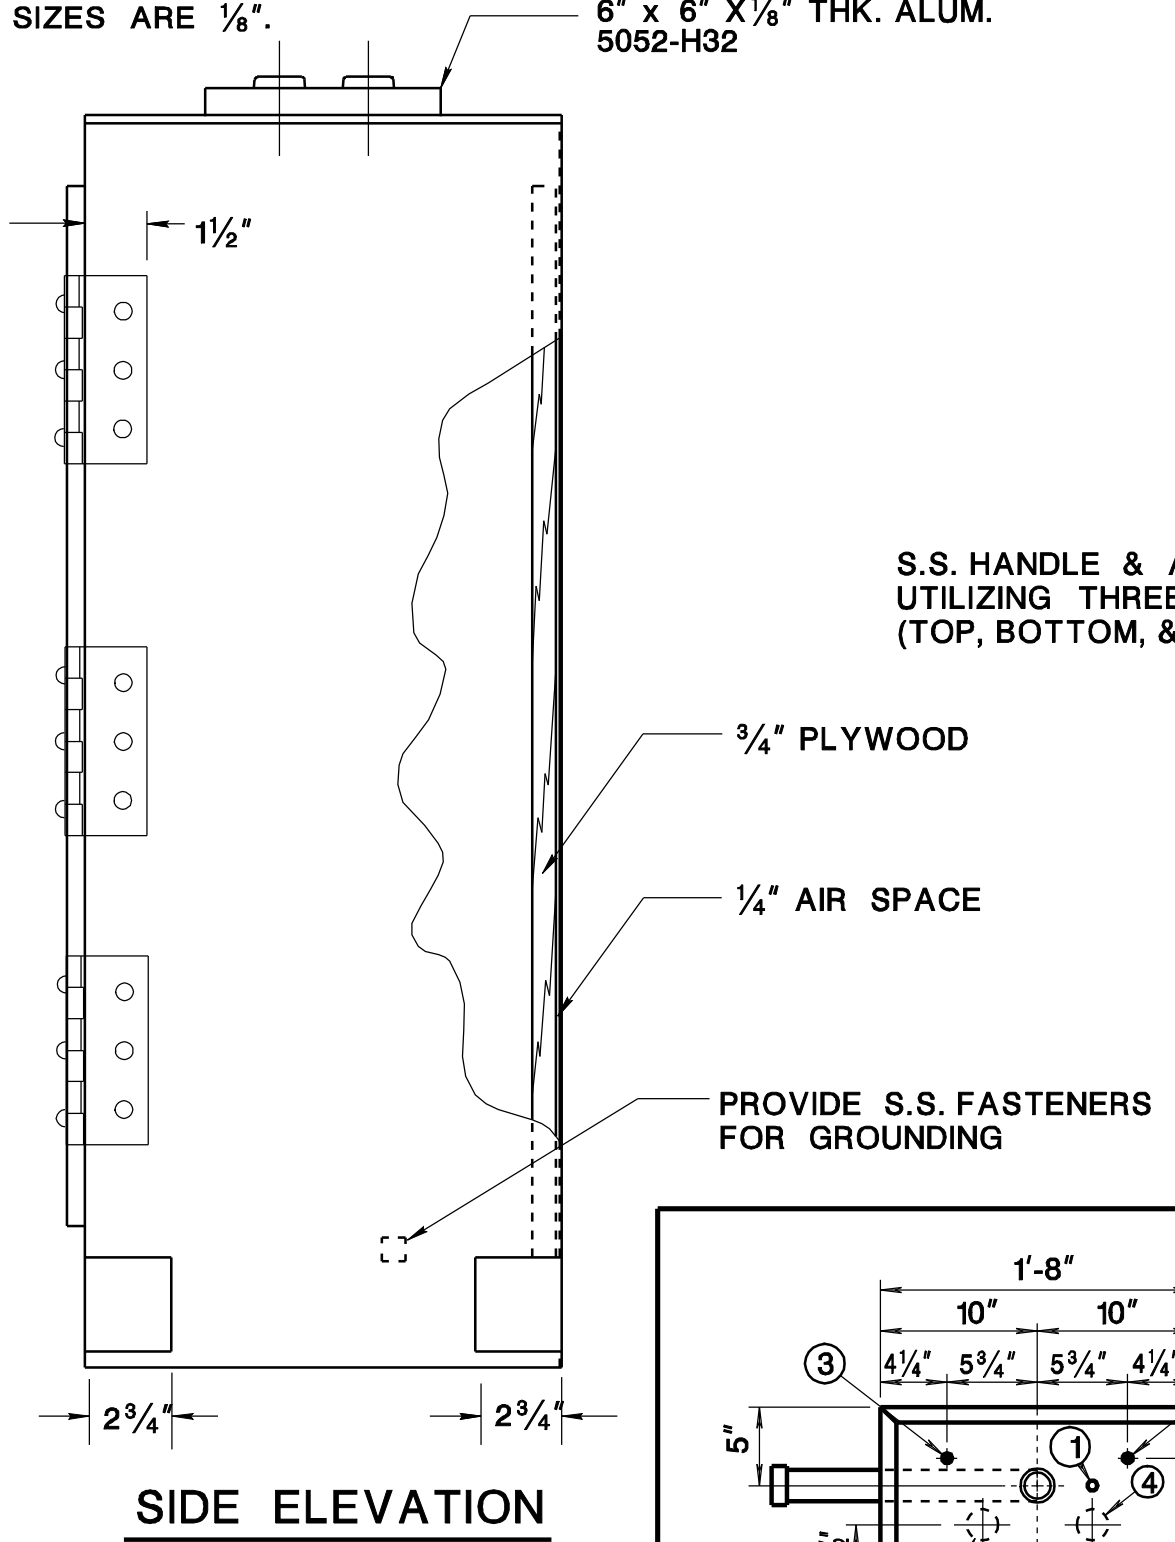 SIZES ARE ⅛".
6" x 6" X ⅛" THK. ALUM.
5052-H32
1½"
S.S. HANDLE &
UTILIZING THREE
(TOP, BOTTOM, &
¾" PLYWOOD
¼" AIR SPACE
PROVIDE S.S. FASTENERS
FOR GROUNDING
1'-8"
10" 10"
3
4¼" 5¾" 5¾" 4¼"
2¾" 2¾"
5"
1
4
SIDE ELEVATION